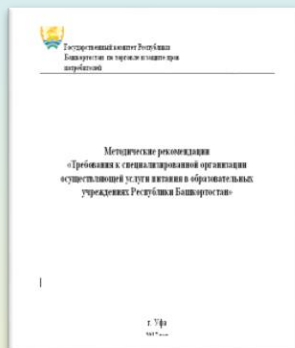 Государственный комитет Республики
Башкортостан по торговле и защите прав
потребителей
Методические рекомендации
«Требования к специализированной организации
осуществляющей услуги питания в образовательных
учреждениях Республики Башкортостан»
г. Уфа